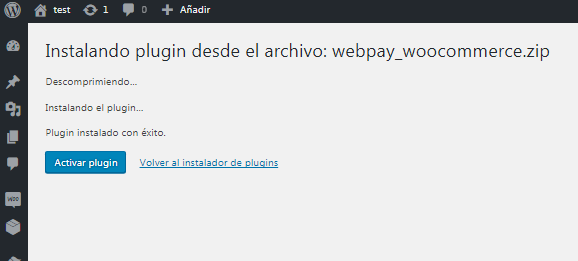 test 1 0 + Añadir
Instalando plugin desde el archivo: webpay_woocommerce.zip
Descomprimiendo...
Instalando el plugin...
Plugin instalado con éxito.
Activar plugin Volver al instalador de plugins
WOO